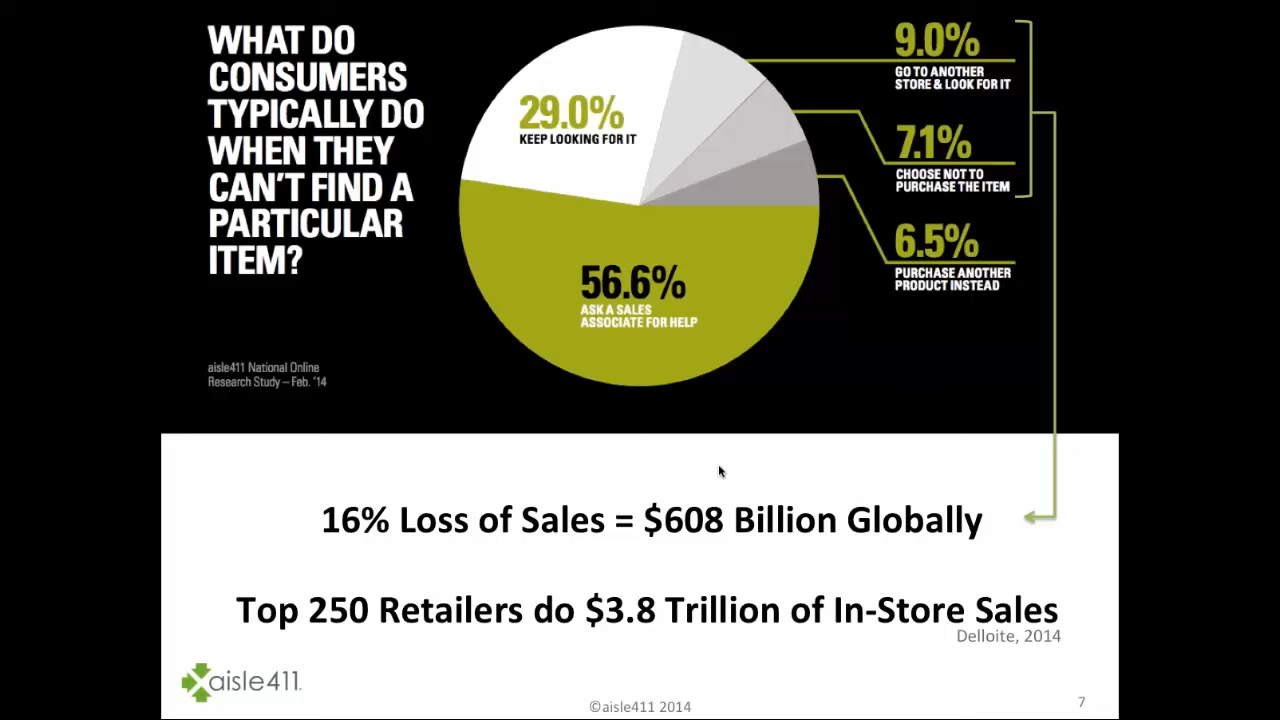 WHAT DO
CONSUMERS
TYPICALLY DO
WHEN THEY
CAN'T FIND A
PARTICULAR
ITEM?
aisle411 National Online
Research Study – Feb. '14
29.0%
KEEP LOOKING FOR IT
56.6%
ASK A SALES
ASSOCIATE FOR HELP
9.0%
GO TO ANOTHER
STORE & LOOK FOR IT
7.1%
CHOOSE NOT TO
PURCHASE THE ITEM
6.5%
PURCHASE ANOTHER
PRODUCT INSTEAD
16% Loss of Sales = $608 Billion Globally
Top 250 Retailers do $3.8 Trillion of In-Store Sales
Delloite, 2014
aisle411
©aisle411 2014
7